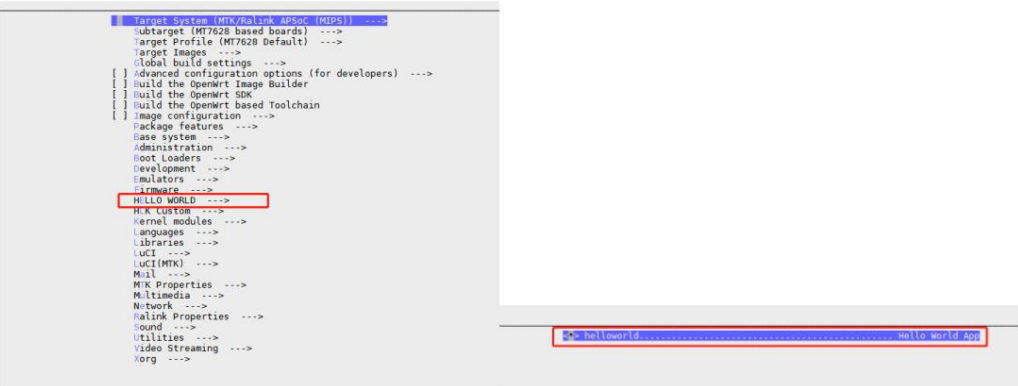 Target System (MTK/Ralink APSoC (MIPS))  --->
Subtarget (MT7628 based boards)  --->
Target Profile (MT7628 Default)  --->
Target Images  --->
Global build settings  --->
[ ] Advanced configuration options (for developers)  --->
[ ] Build the OpenWrt Image Builder
[ ] Build the OpenWrt SDK
[ ] Build the OpenWrt based Toolchain
[ ] Image configuration  --->
Package features  --->
Base system  --->
Administration  --->
Boot Loaders  --->
Development  --->
Emulators  --->
Firmware  --->
HELLO WORLD  --->
HLK Custom  --->
Kernel modules  --->
Languages  --->
Libraries  --->
LuCI  --->
LuCI(MTK)  --->
Mail  --->
MTK Properties  --->
Multimedia  --->
Network  --->
Ralink Properties  --->
Sound  --->
Utilities  --->
Video Streaming  --->
Xorg  --->
<*> helloworld................................................ Hello World App